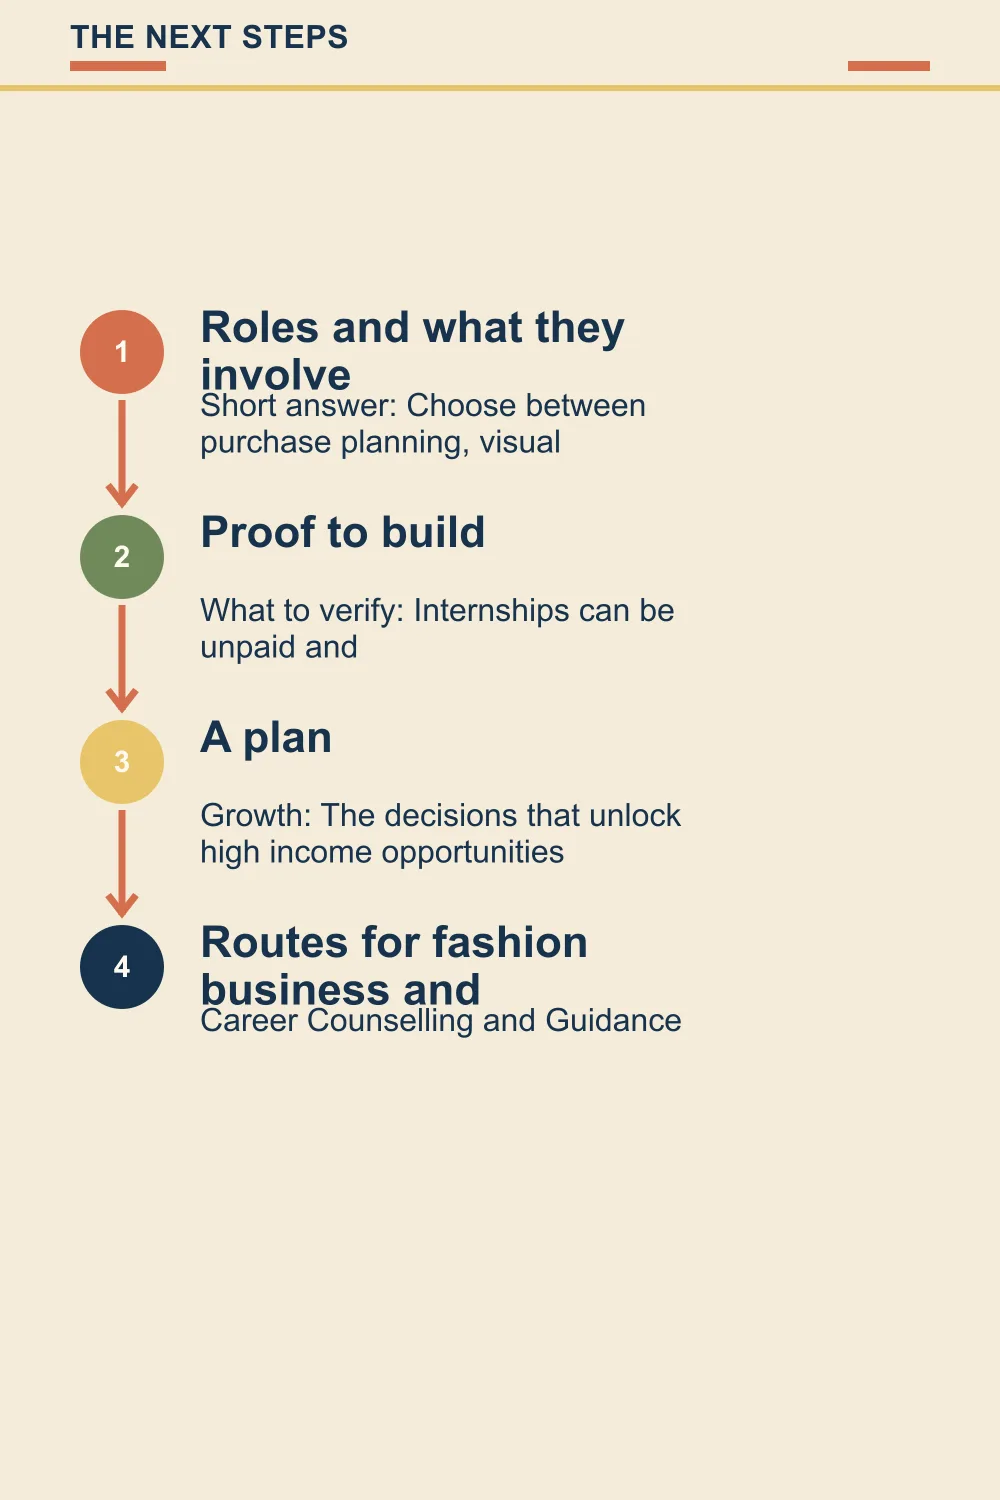 THE NEXT STEPS
1
Roles and what they
involve
Short answer: Choose between
purchase planning, visual
2
Proof to build
What to verify: Internships can be
unpaid and
3
A plan
Growth: The decisions that unlock
high income opportunities
4
Routes for fashion
business and
Career Counselling and Guidance